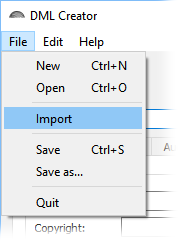 DML Creator
File Edit Help
New Ctrl+N
Open Ctrl+O
Import
Save Ctrl+S
Save as...
Quit
Copyright: